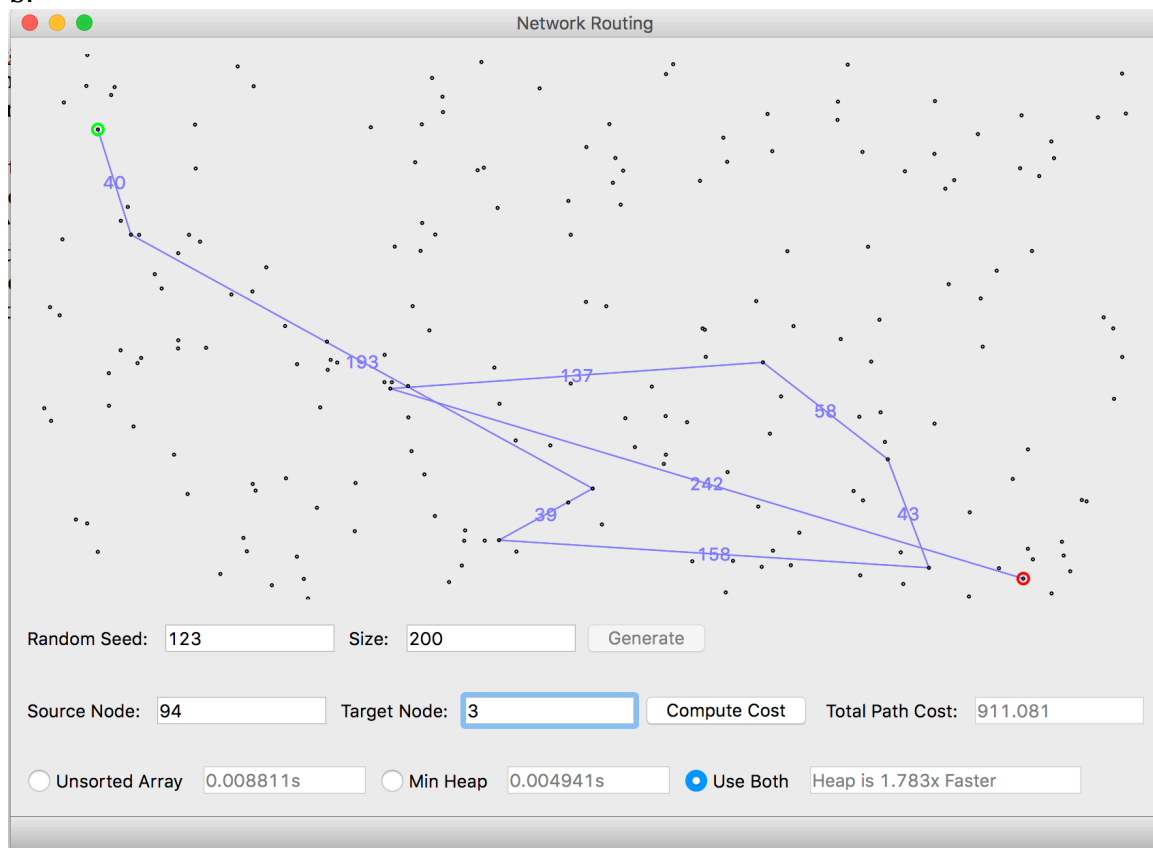 Network Routing
40
193
137
58
242
39
43
158
Random Seed: 123 Size: 200 Generate
Source Node: 94 Target Node: 3 Compute Cost Total Path Cost: 911.081
Unsorted Array 0.008811s Min Heap 0.004941s Use Both Heap is 1.783x Faster